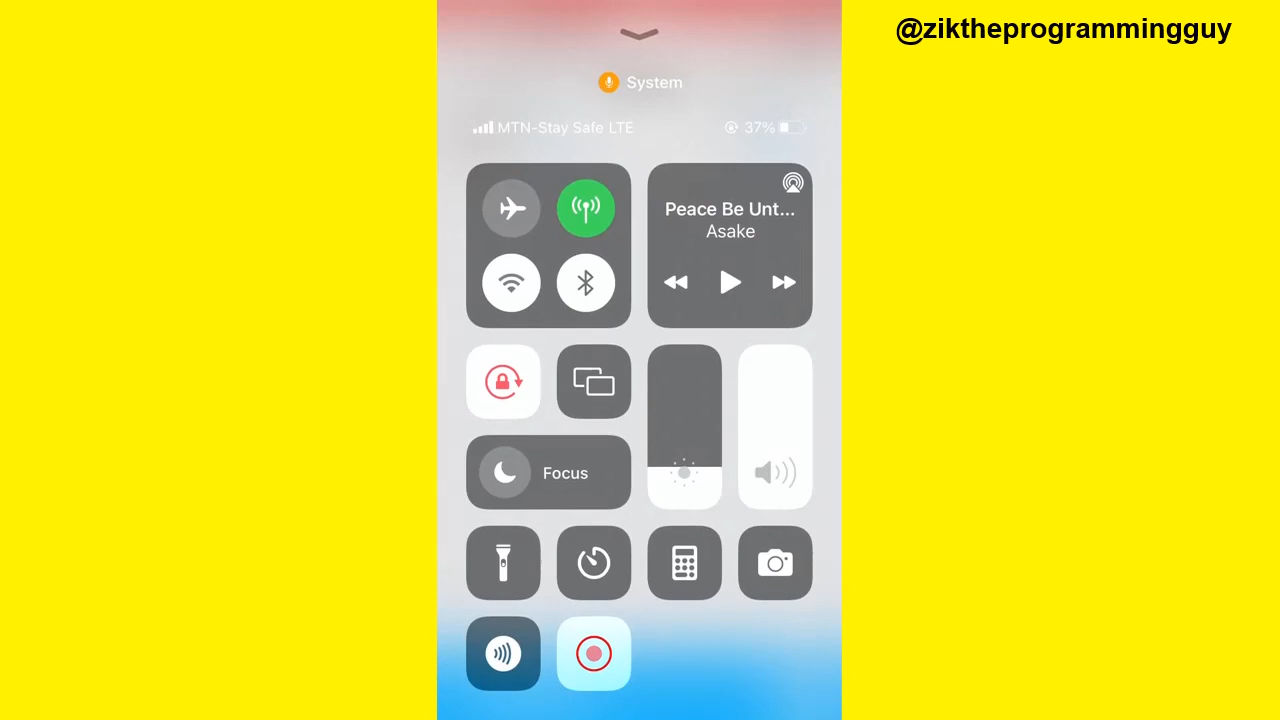 @ziktheprogrammingguy
System
MTN-Stay Safe LTE
37%
Peace Be Unt...
Asake
Focus